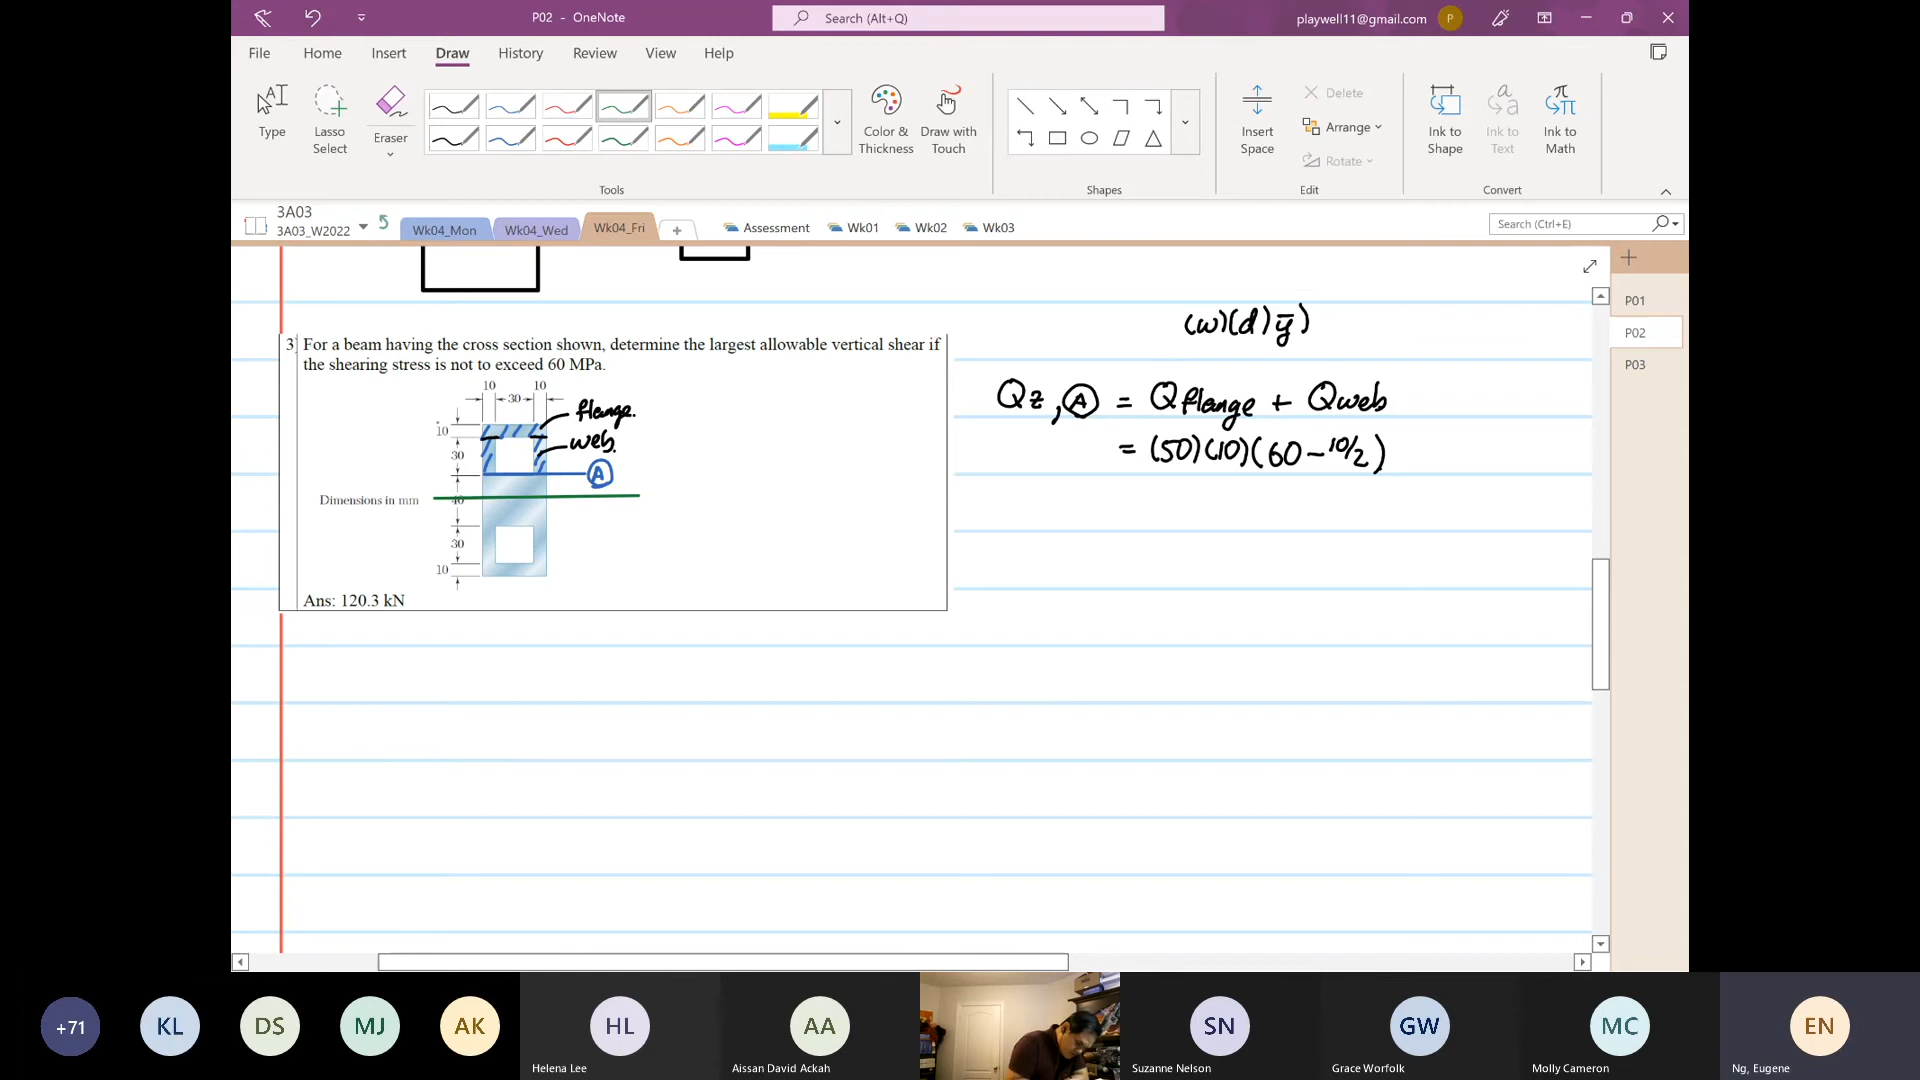 P02 - OneNote
Search (Alt+Q)
playwell11@gmail.com
P
File Home Insert Draw History Review View Help
Type
Lasso Select
Eraser
Color & Thickness
Draw with Touch
Insert Space
Delete
Arrange
Rotate
Ink to Shape
Ink to Text
Ink to Math
Tools
Shapes
Edit
Convert
3A03
3A03_W2022
Wk04_Mon Wk04_Wed Wk04_Fri
Assessment Wk01 Wk02 Wk03
Search (Ctrl+E)
P01
P02
P03
(w)(d)ȳ)
3) For a beam having the cross section shown, determine the largest allowable vertical shear if
the shearing stress is not to exceed 60 MPa.
10 30 10
flange.
10
web.
30
A
Dimensions in mm
40
30
10
Ans: 120.3 kN
Qz,Ⓐ = Qflange + Qweb
= (50)(10)(60 - 10/2)
+71 KL DS MJ AK HL AA SN GW MC EN
Helena Lee Aissan David Ackah Suzanne Nelson Grace Worfolk Molly Cameron Ng, Eugene